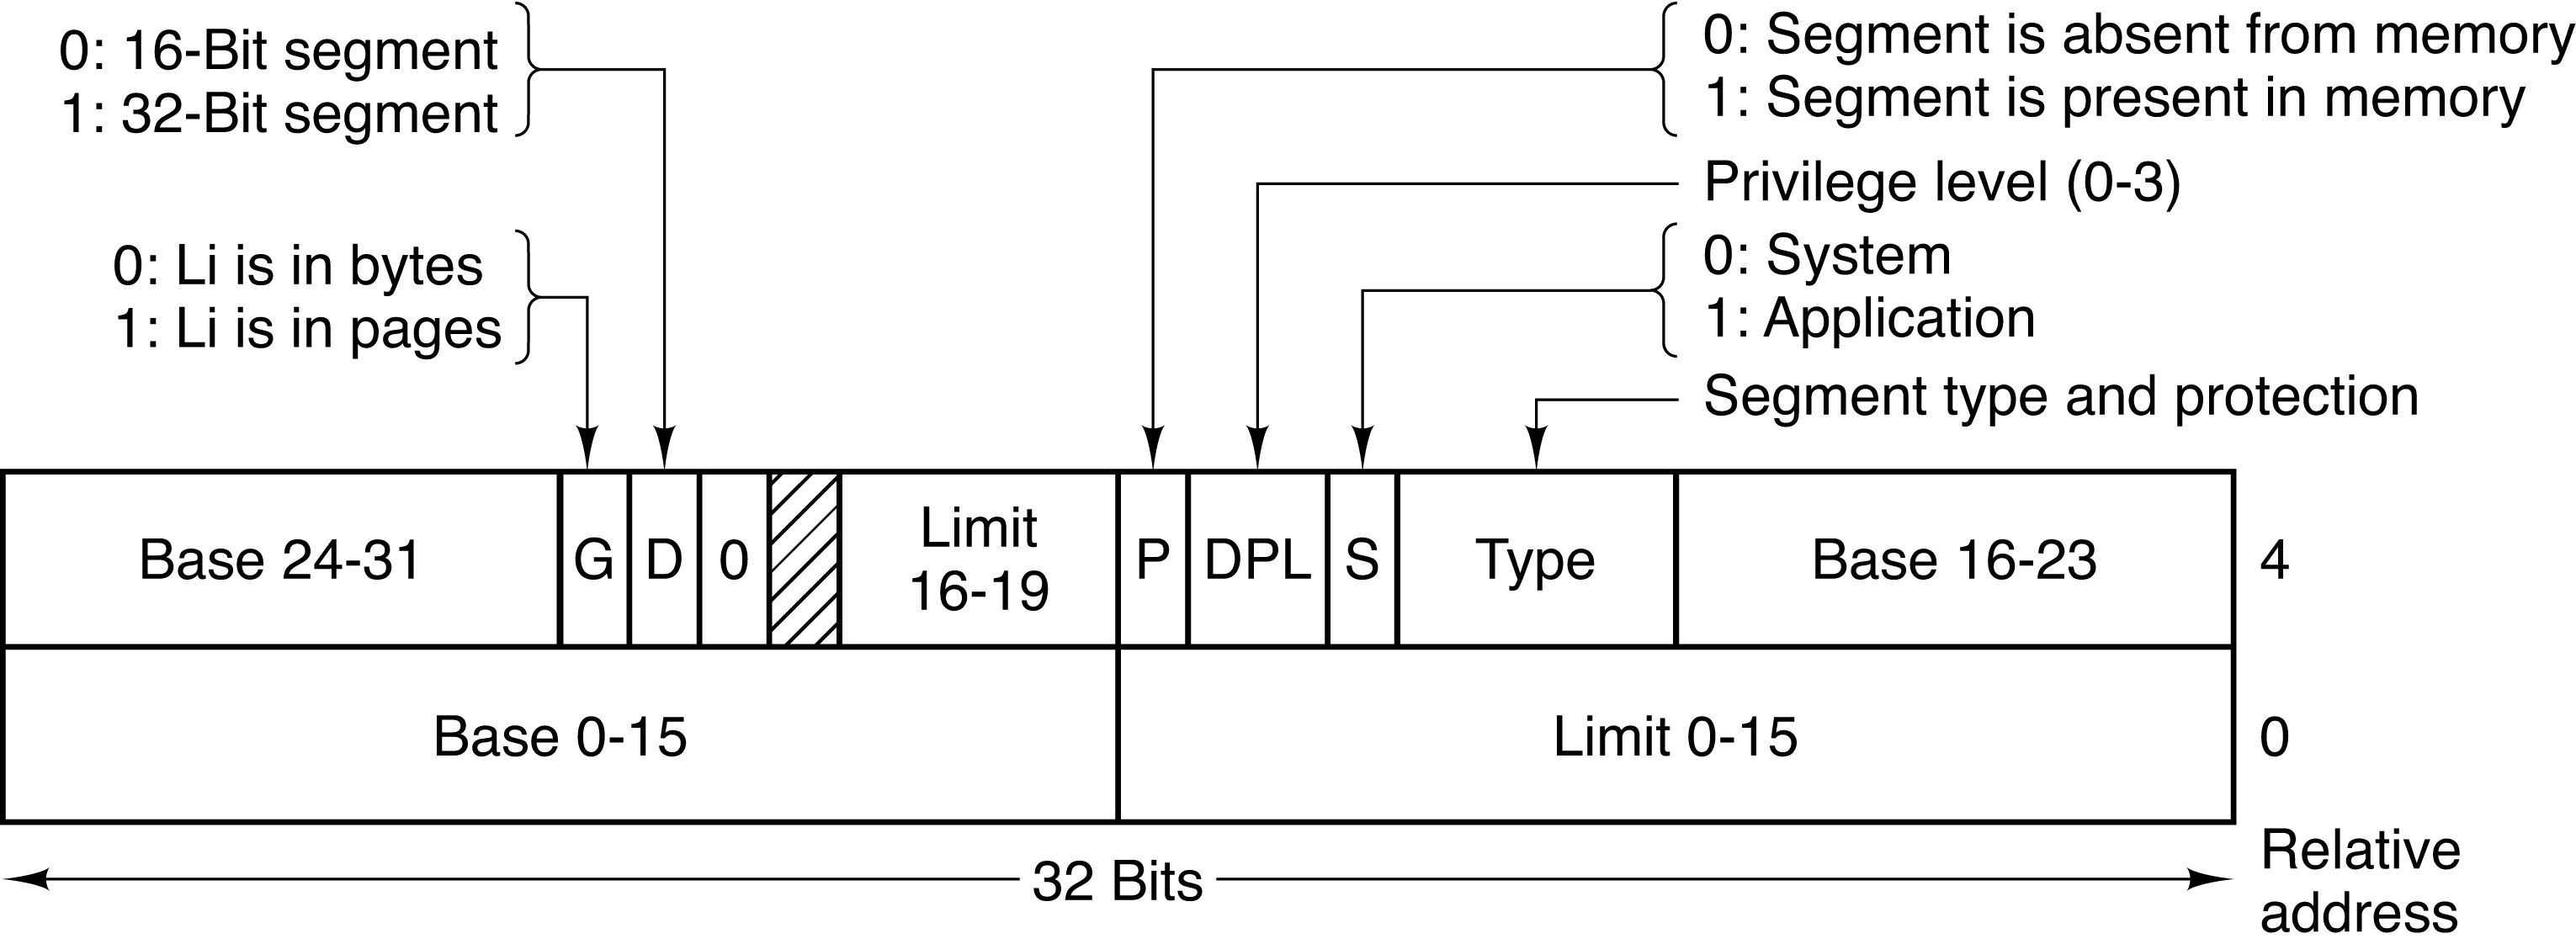 0: 16-Bit segment
1: 32-Bit segment
0: Li is in bytes
1: Li is in pages
0: Segment is absent from memory
1: Segment is present in memory
Privilege level (0-3)
0: System
1: Application
Segment type and protection
Base 24-31
G
D
0
Limit
16-19
P
DPL
S
Type
Base 16-23
4
Base 0-15
Limit 0-15
0
32 Bits
Relative
address